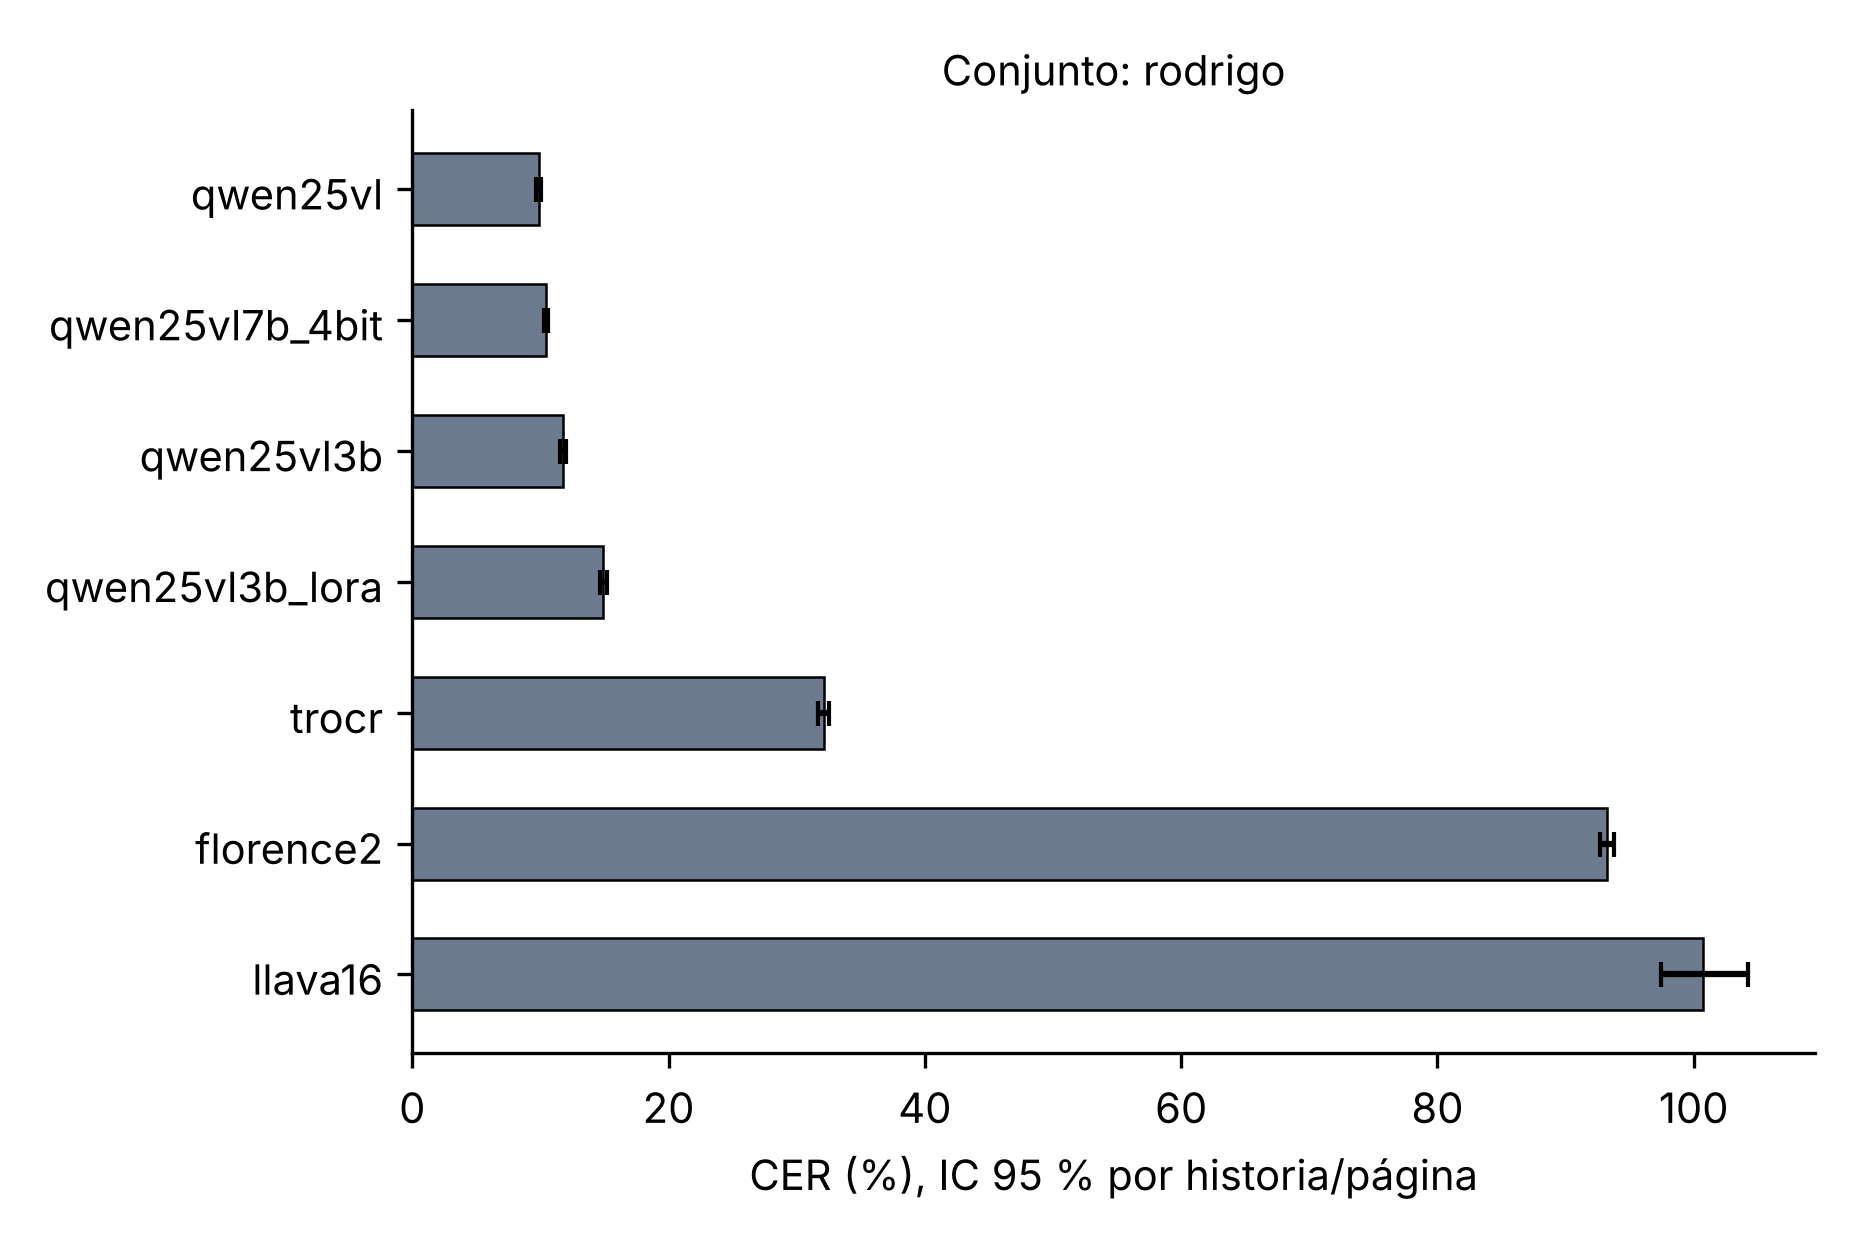 Conjunto: rodrigo
qwen25vl
qwen25vl7b_4bit
qwen25vl3b
qwen25vl3b_lora
trocr
florence2
llava16
0 20 40 60 80 100
CER (%), IC 95 % por historia/página